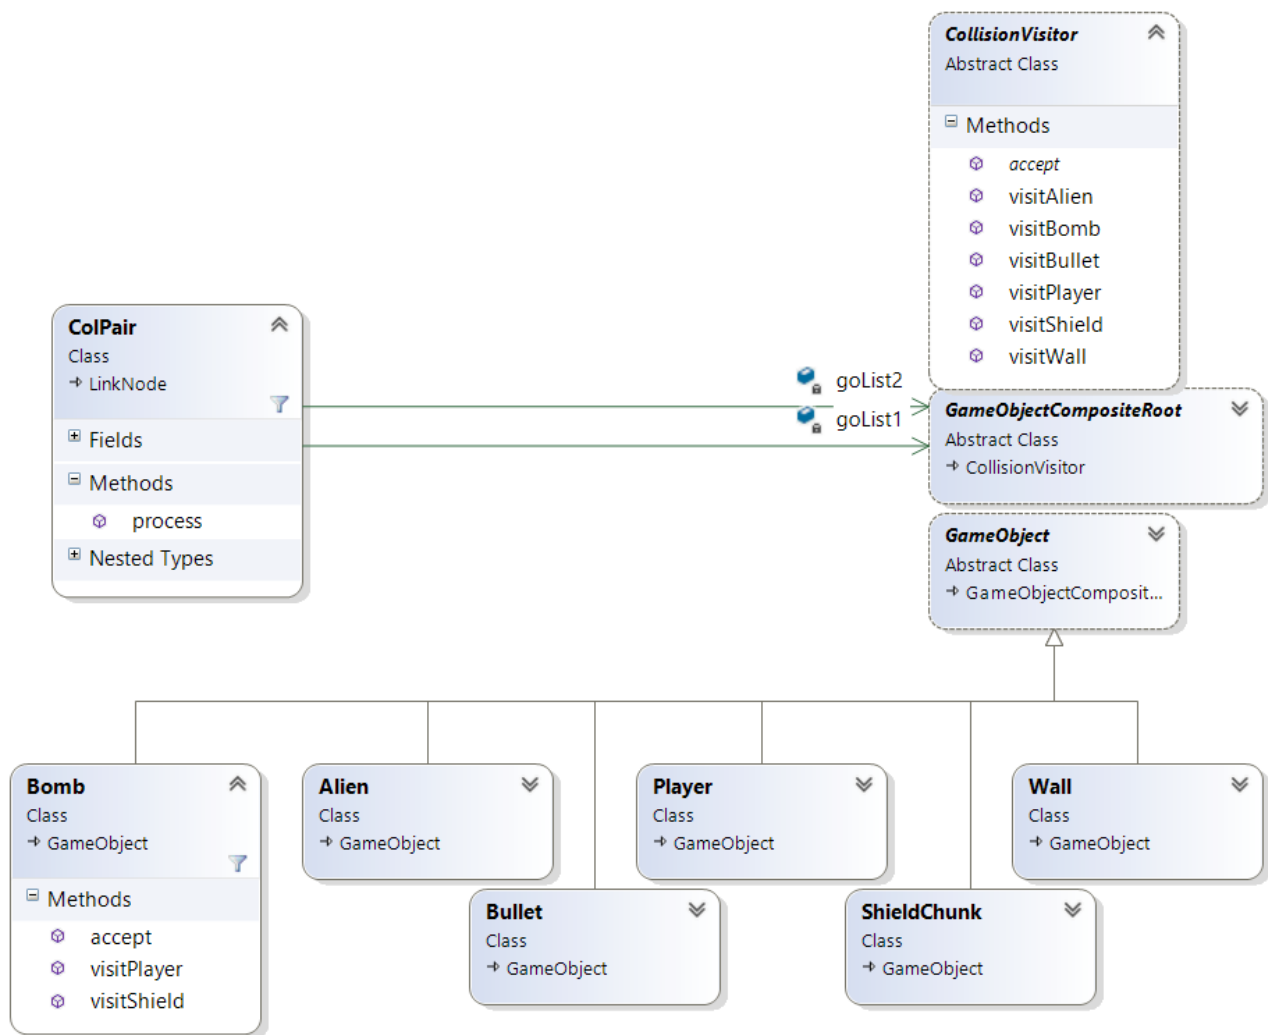 CollisionVisitor
Abstract Class
Methods
accept
visitAlien
visitBomb
visitBullet
visitPlayer
visitShield
visitWall
ColPair
Class
LinkNode
Fields
Methods
process
Nested Types
goList2
goList1
GameObjectCompositeRoot
Abstract Class
CollisionVisitor
GameObject
Abstract Class
GameObjectComposit...
Bomb
Class
GameObject
Methods
accept
visitPlayer
visitShield
Alien
Class
GameObject
Bullet
Class
GameObject
Player
Class
GameObject
ShieldChunk
Class
GameObject
Wall
Class
GameObject